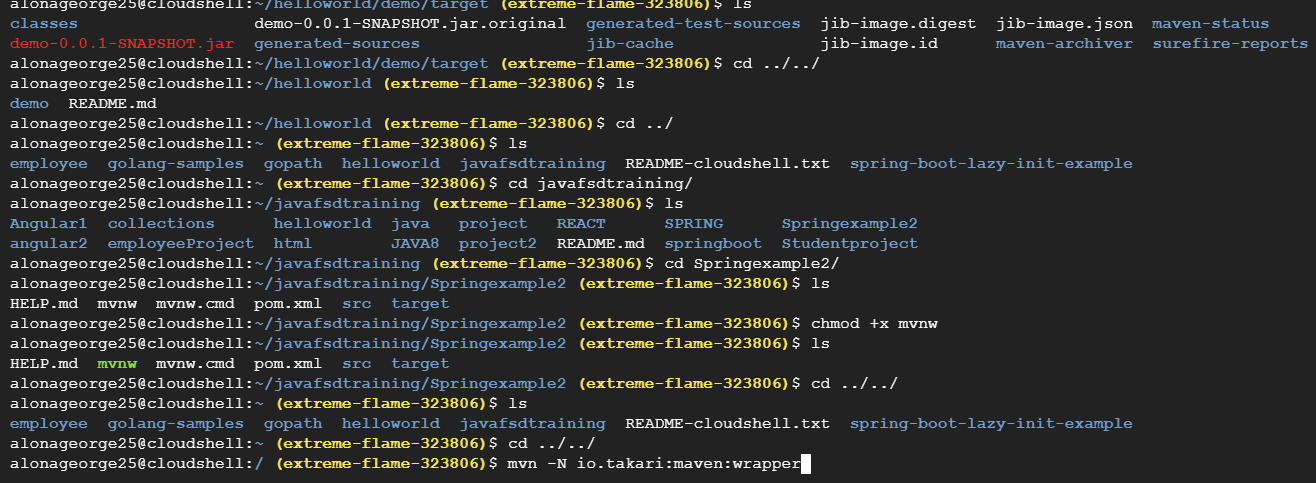 alonageorge25@cloudshell:~/helloworld/demo/target (extreme-flame-323806)$ ls
classes demo-0.0.1-SNAPSHOT.jar.original generated-test-sources jib-image.digest jib-image.json maven-status
demo-0.0.1-SNAPSHOT.jar generated-sources jib-cache jib-image.id maven-archiver surefire-reports
alonageorge25@cloudshell:~/helloworld/demo/target (extreme-flame-323806)$ cd ../../
alonageorge25@cloudshell:~/helloworld (extreme-flame-323806)$ ls
demo README.md
alonageorge25@cloudshell:~/helloworld (extreme-flame-323806)$ cd ../
alonageorge25@cloudshell:~ (extreme-flame-323806)$ ls
employee golang-samples gopath helloworld javafsdtraining README-cloudshell.txt spring-boot-lazy-init-example
alonageorge25@cloudshell:~ (extreme-flame-323806)$ cd javafsdtraining/
alonageorge25@cloudshell:~/javafsdtraining (extreme-flame-323806)$ ls
Angular1 collections helloworld java project REACT SPRING Springexample2
angular2 employeeProject html JAVA8 project2 README.md springboot Studentproject
alonageorge25@cloudshell:~/javafsdtraining (extreme-flame-323806)$ cd Springexample2/
alonageorge25@cloudshell:~/javafsdtraining/Springexample2 (extreme-flame-323806)$ ls
HELP.md mvnw mvnw.cmd pom.xml src target
alonageorge25@cloudshell:~/javafsdtraining/Springexample2 (extreme-flame-323806)$ chmod +x mvnw
alonageorge25@cloudshell:~/javafsdtraining/Springexample2 (extreme-flame-323806)$ ls
HELP.md mvnw mvnw.cmd pom.xml src target
alonageorge25@cloudshell:~/javafsdtraining/Springexample2 (extreme-flame-323806)$ cd ../../
alonageorge25@cloudshell:~ (extreme-flame-323806)$ ls
employee golang-samples gopath helloworld javafsdtraining README-cloudshell.txt spring-boot-lazy-init-example
alonageorge25@cloudshell:~ (extreme-flame-323806)$ cd ../../
alonageorge25@cloudshell:/ (extreme-flame-323806)$ mvn -N io.takari:maven:wrapper